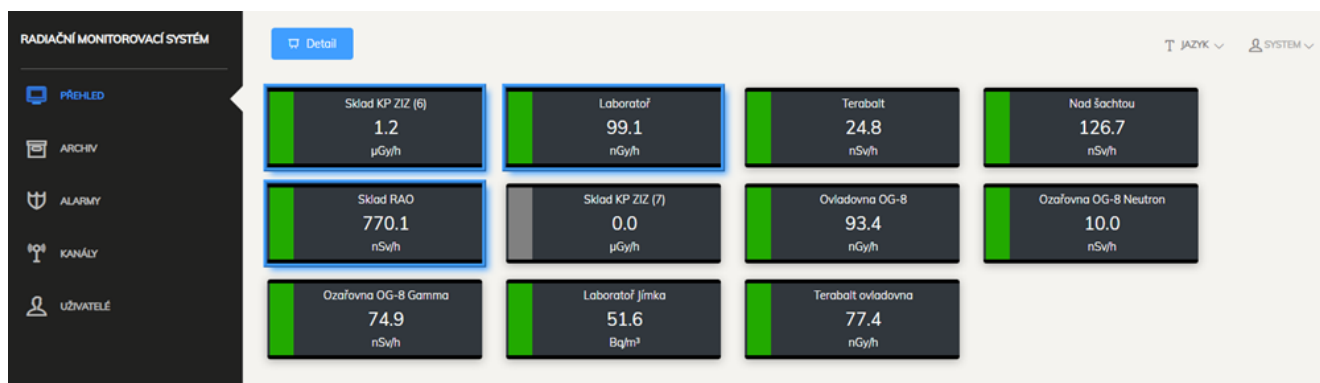 RADIAČNÍ MONITOROVACÍ SYSTÉM
PŘEHLED
ARCHIV
ALARMY
KANÁLY
UŽIVATELÉ
Detail
JAZYK
SYSTEM
Sklad KP ZIZ (6)
1.2
µGy/h
Laboratoř
99.1
nGy/h
Terabalt
24.8
nSv/h
Nad šachtou
126.7
nSv/h
Sklad RAO
770.1
nSv/h
Sklad KP ZIZ (7)
0.0
µGy/h
Ovladovna OG-8
93.4
nGy/h
Ozařovna OG-8 Neutron
10.0
nSv/h
Ozařovna OG-8 Gamma
74.9
nSv/h
Laboratoř Jímka
51.6
Bq/m³
Terabalt ovladovna
77.4
nGy/h